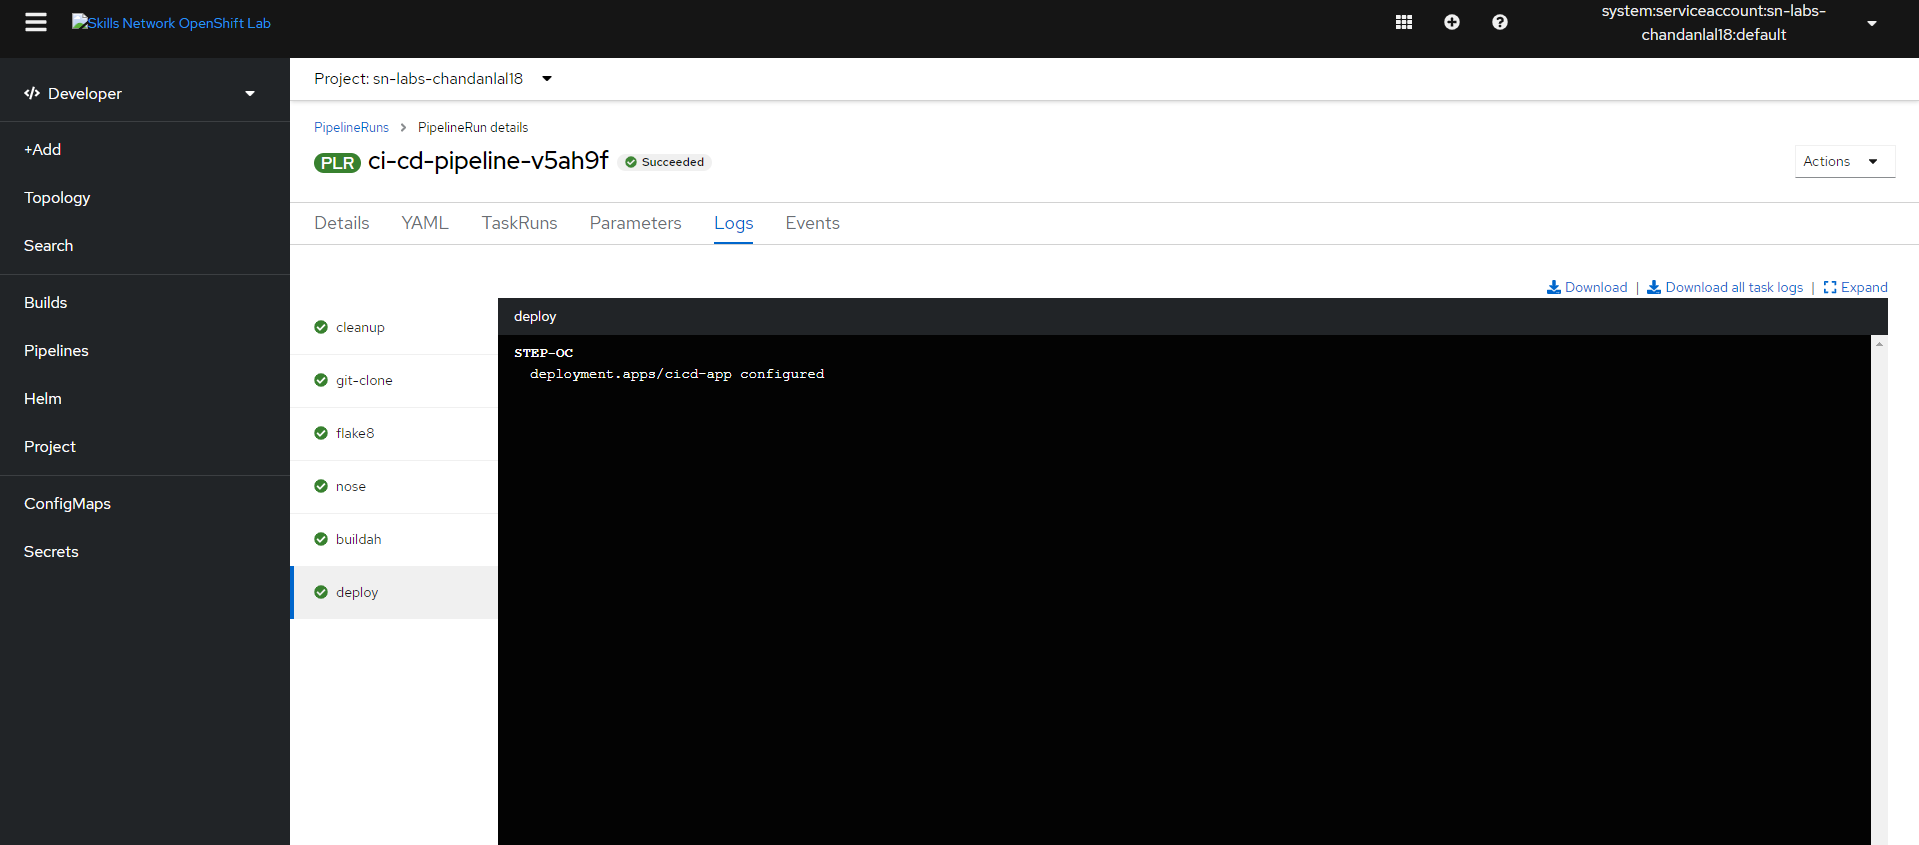 Skills Network OpenShift Lab
system:serviceaccount:sn-labs-
chandanlal18:default
Developer
+Add
Topology
Search
Builds
Pipelines
Helm
Project
ConfigMaps
Secrets
Project: sn-labs-chandanlal18
PipelineRuns > PipelineRun details
PLR ci-cd-pipeline-v5ah9f Succeeded
Actions
Details YAML TaskRuns Parameters Logs Events
Download | Download all task logs | Expand
cleanup
git-clone
flake8
nose
buildah
deploy
deploy
STEP-OC
deployment.apps/cicd-app configured